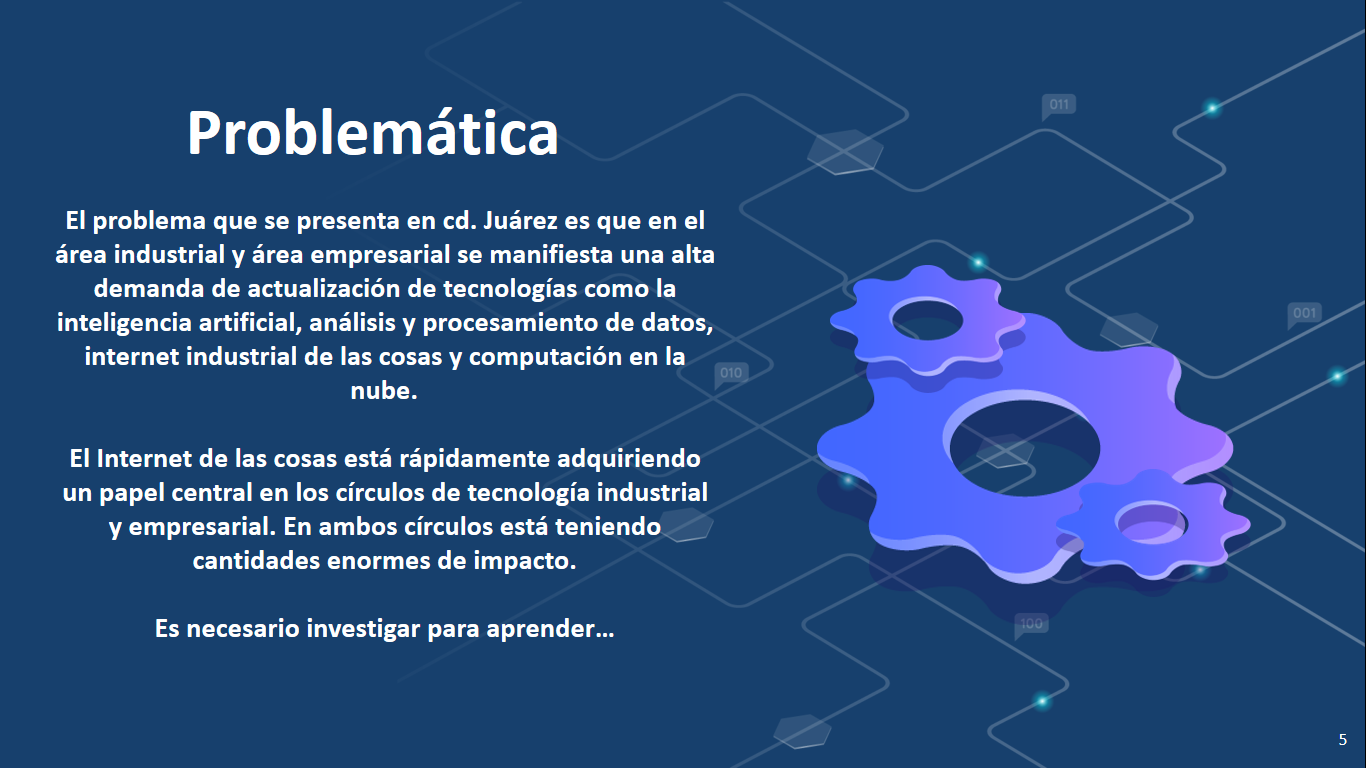 Problemática
El problema que se presenta en cd. Juárez es que en el
área industrial y área empresarial se manifiesta una alta
demanda de actualización de tecnologías como la
inteligencia artificial, análisis y procesamiento de datos,
internet industrial de las cosas y computación en la
nube.
El Internet de las cosas está rápidamente adquiriendo
un papel central en los círculos de tecnología industrial
y empresarial. En ambos círculos está teniendo
cantidades enormes de impacto.
Es necesario investigar para aprender…
011
001
010
100
5